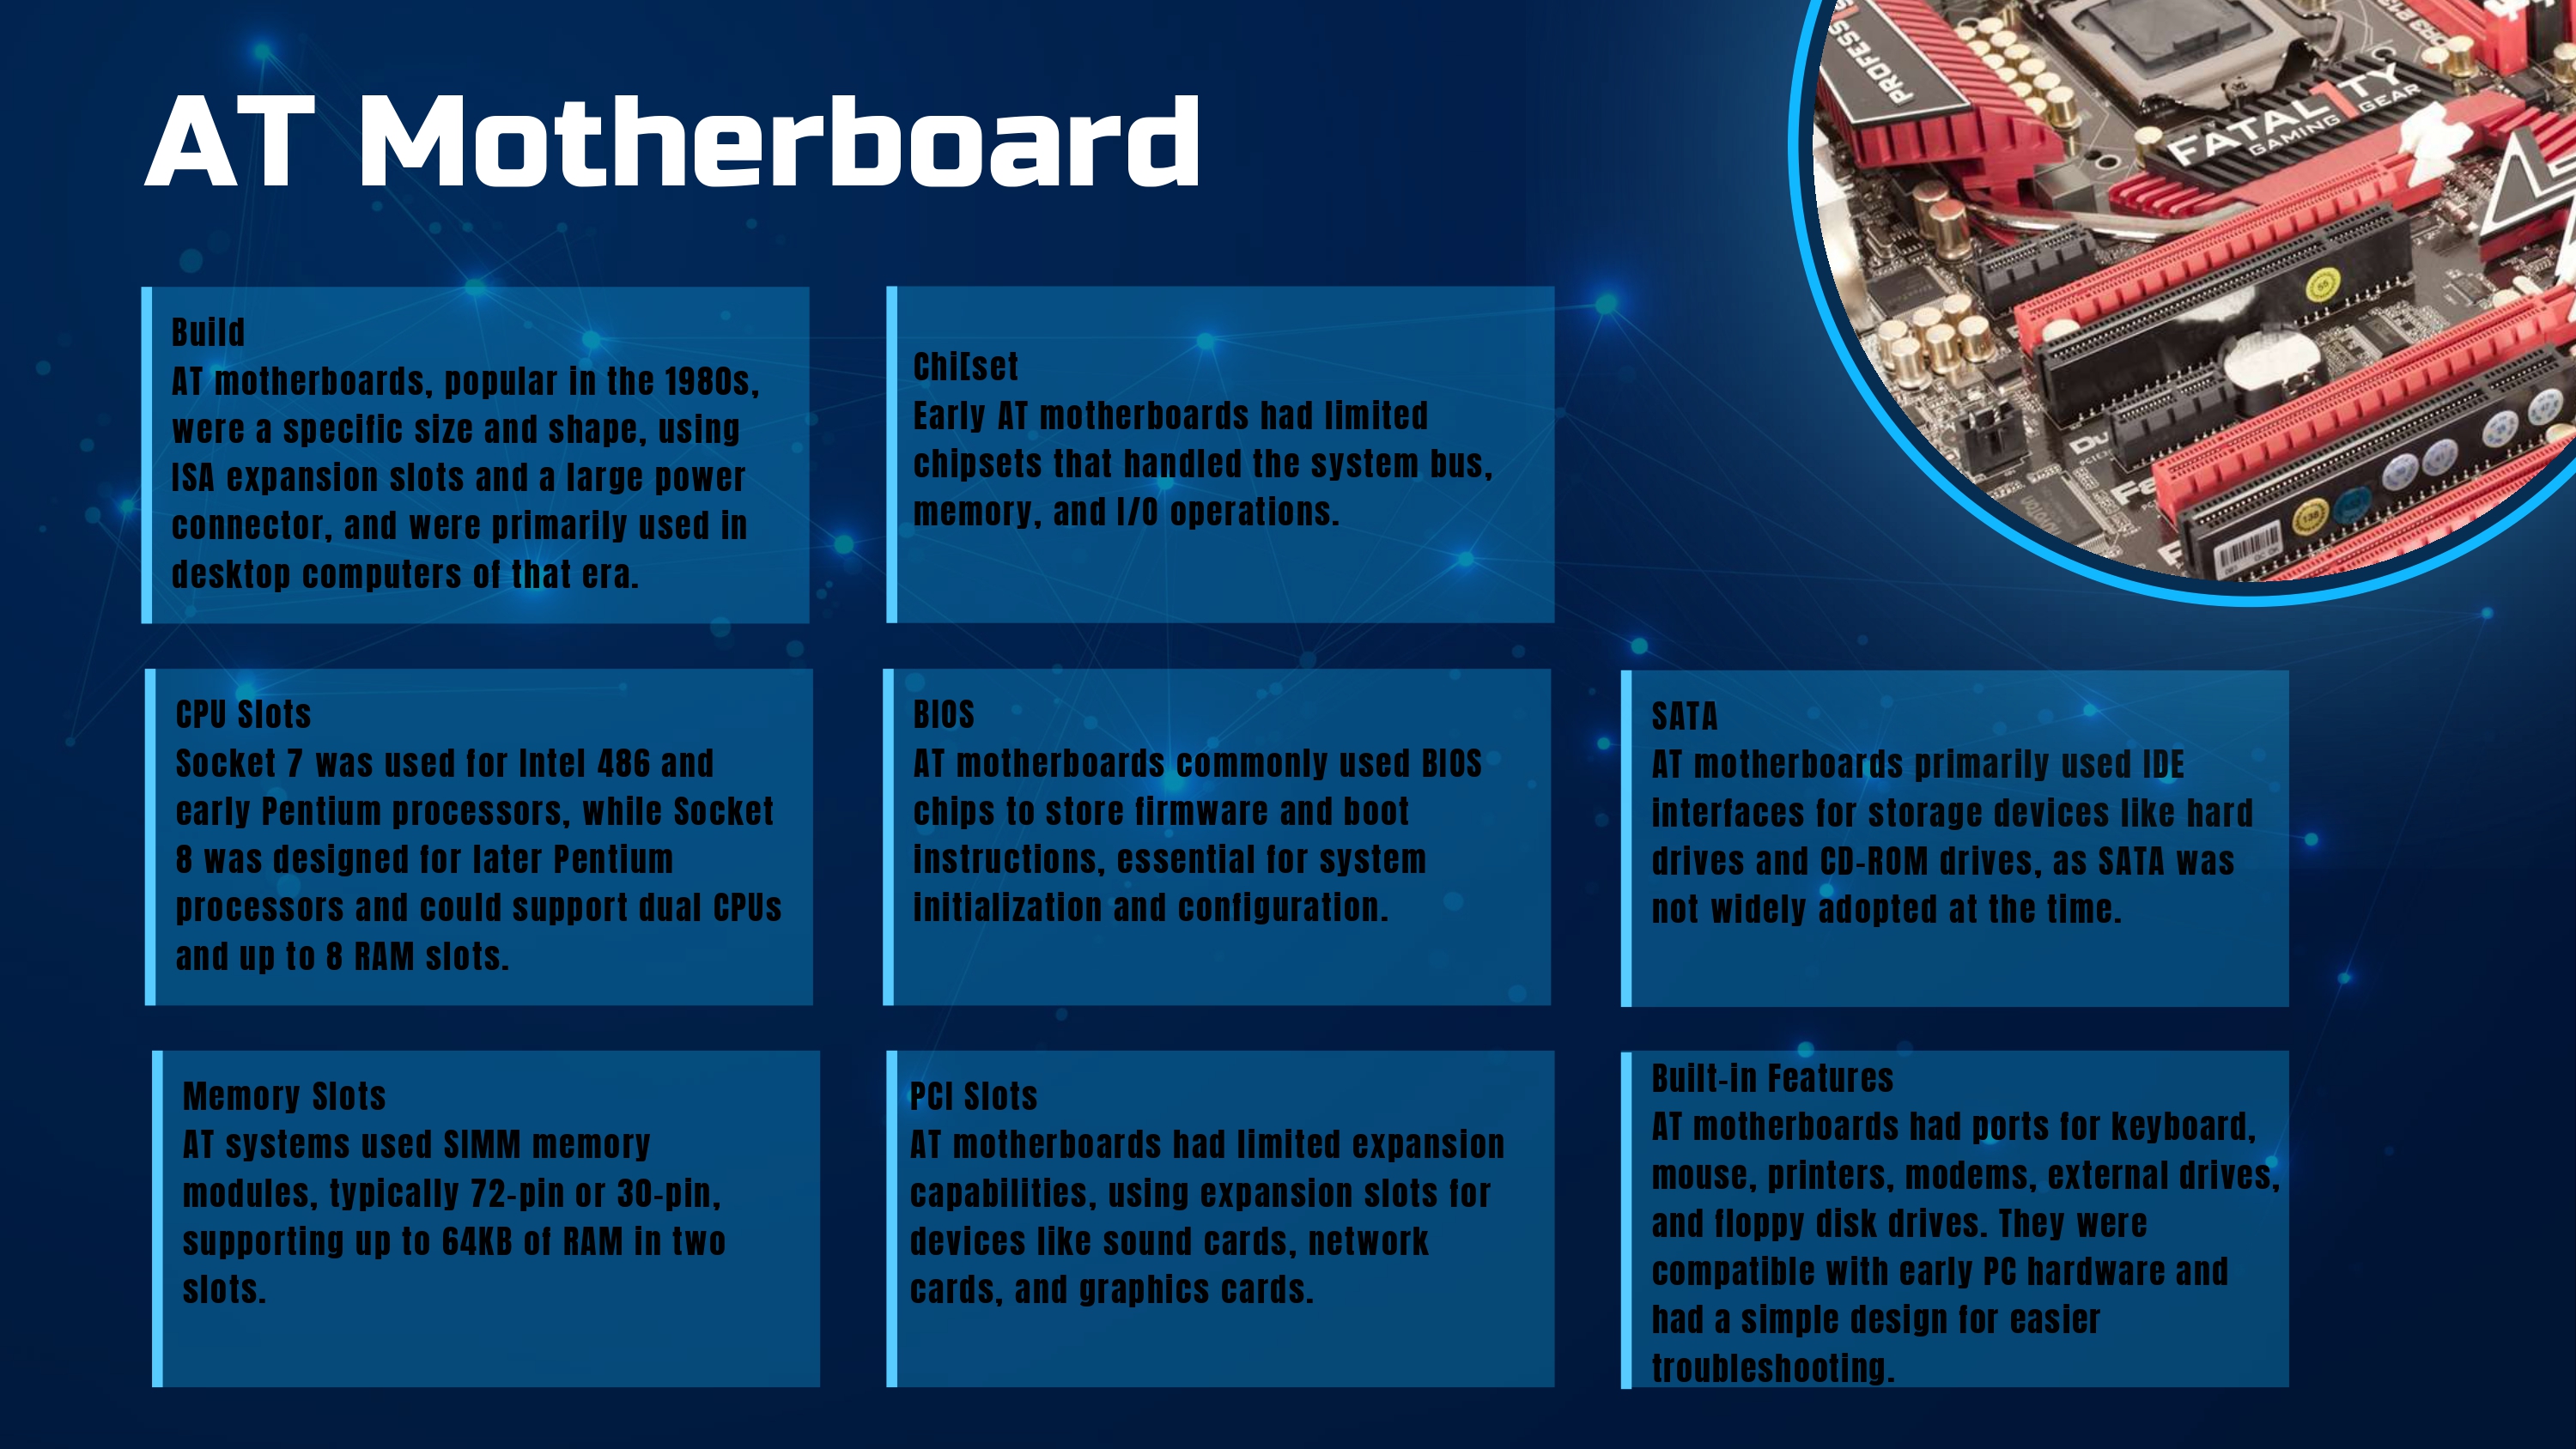 AT Motherboard
Build
AT motherboards, popular in the 1980s,
were a specific size and shape, using
ISA expansion slots and a large power
connector, and were primarily used in
desktop computers of that era.
Chi[set
Early AT motherboards had limited
chipsets that handled the system bus,
memory, and I/O operations.
CPU Slots
Socket 7 was used for Intel 486 and
early Pentium processors, while Socket
8 was designed for later Pentium
processors and could support dual CPUs
and up to 8 RAM slots.
BIOS
AT motherboards commonly used BIOS
chips to store firmware and boot
instructions, essential for system
initialization and configuration.
SATA
AT motherboards primarily used IDE
interfaces for storage devices like hard
drives and CD-ROM drives, as SATA was
not widely adopted at the time.
Memory Slots
AT systems used SIMM memory
modules, typically 72-pin or 30-pin,
supporting up to 64KB of RAM in two
slots.
PCI Slots
AT motherboards had limited expansion
capabilities, using expansion slots for
devices like sound cards, network
cards, and graphics cards.
Built-in Features
AT motherboards had ports for keyboard,
mouse, printers, modems, external drives,
and floppy disk drives. They were
compatible with early PC hardware and
had a simple design for easier
troubleshooting.
PROFESS
FATAL1TY
GAMING GEAR
55
138